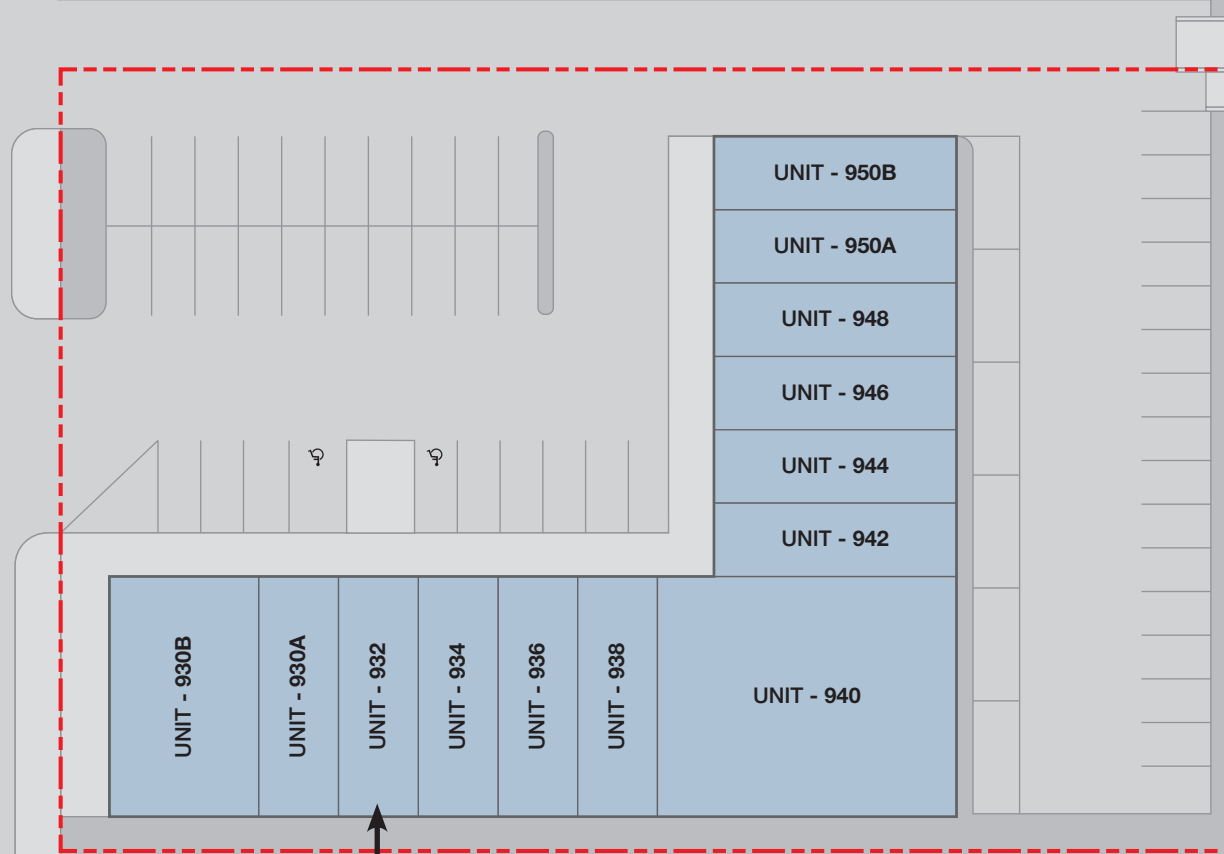 UNIT - 950B
UNIT - 950A
UNIT - 948
UNIT - 946
UNIT - 944
UNIT - 942
UNIT - 930B
UNIT - 930A
UNIT - 932
UNIT - 934
UNIT - 936
UNIT - 938
UNIT - 940